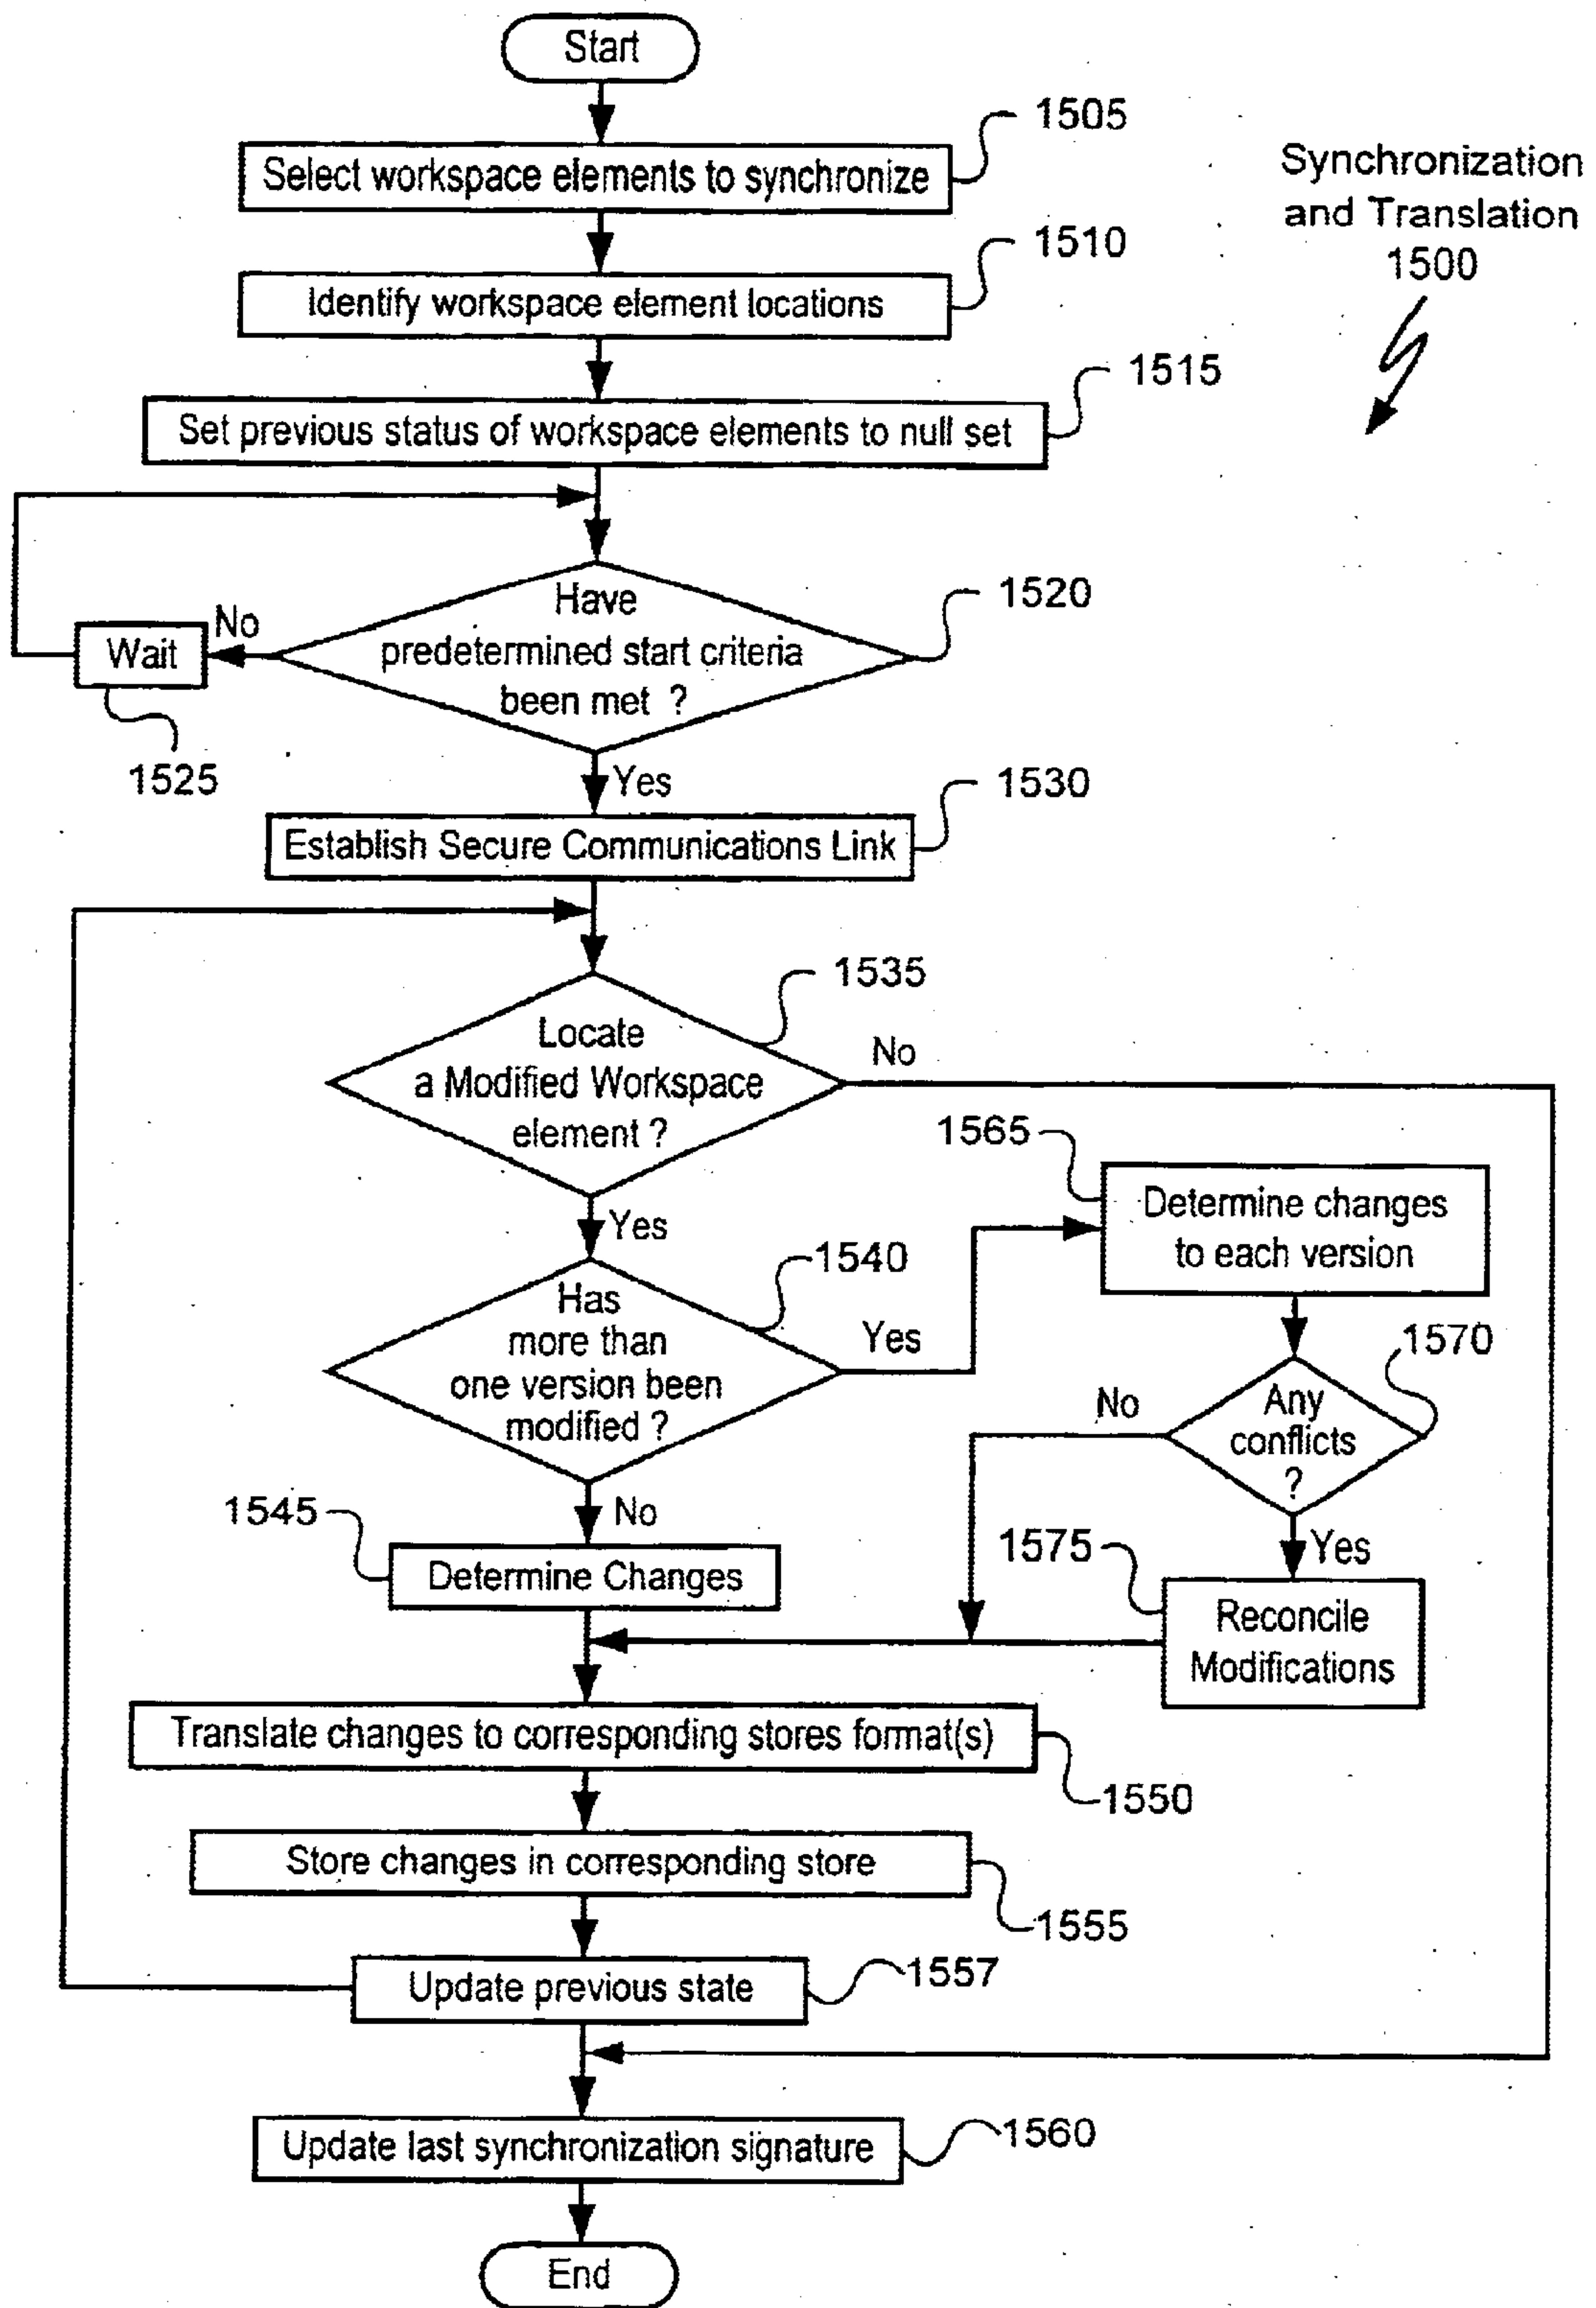 Start
1505
Select workspace elements to synchronize
Synchronization
and Translation
1500
1510
Identify workspace element locations
1515
Set previous status of workspace elements to null set
1520
Have
predetermined start criteria
been met ?
No
Wait
1525
Yes
1530
Establish Secure Communications Link
1535
Locate
a Modified Workspace
element ?
No
Yes
1540
Has
more than
one version been
modified ?
Yes
1565
Determine changes
to each version
1570
Any
conflicts
?
No
Yes
1575
Reconcile
Modifications
No
1545
Determine Changes
Translate changes to corresponding stores format(s)
1550
Store changes in corresponding store
1555
Update previous state
1557
Update last synchronization signature
1560
End